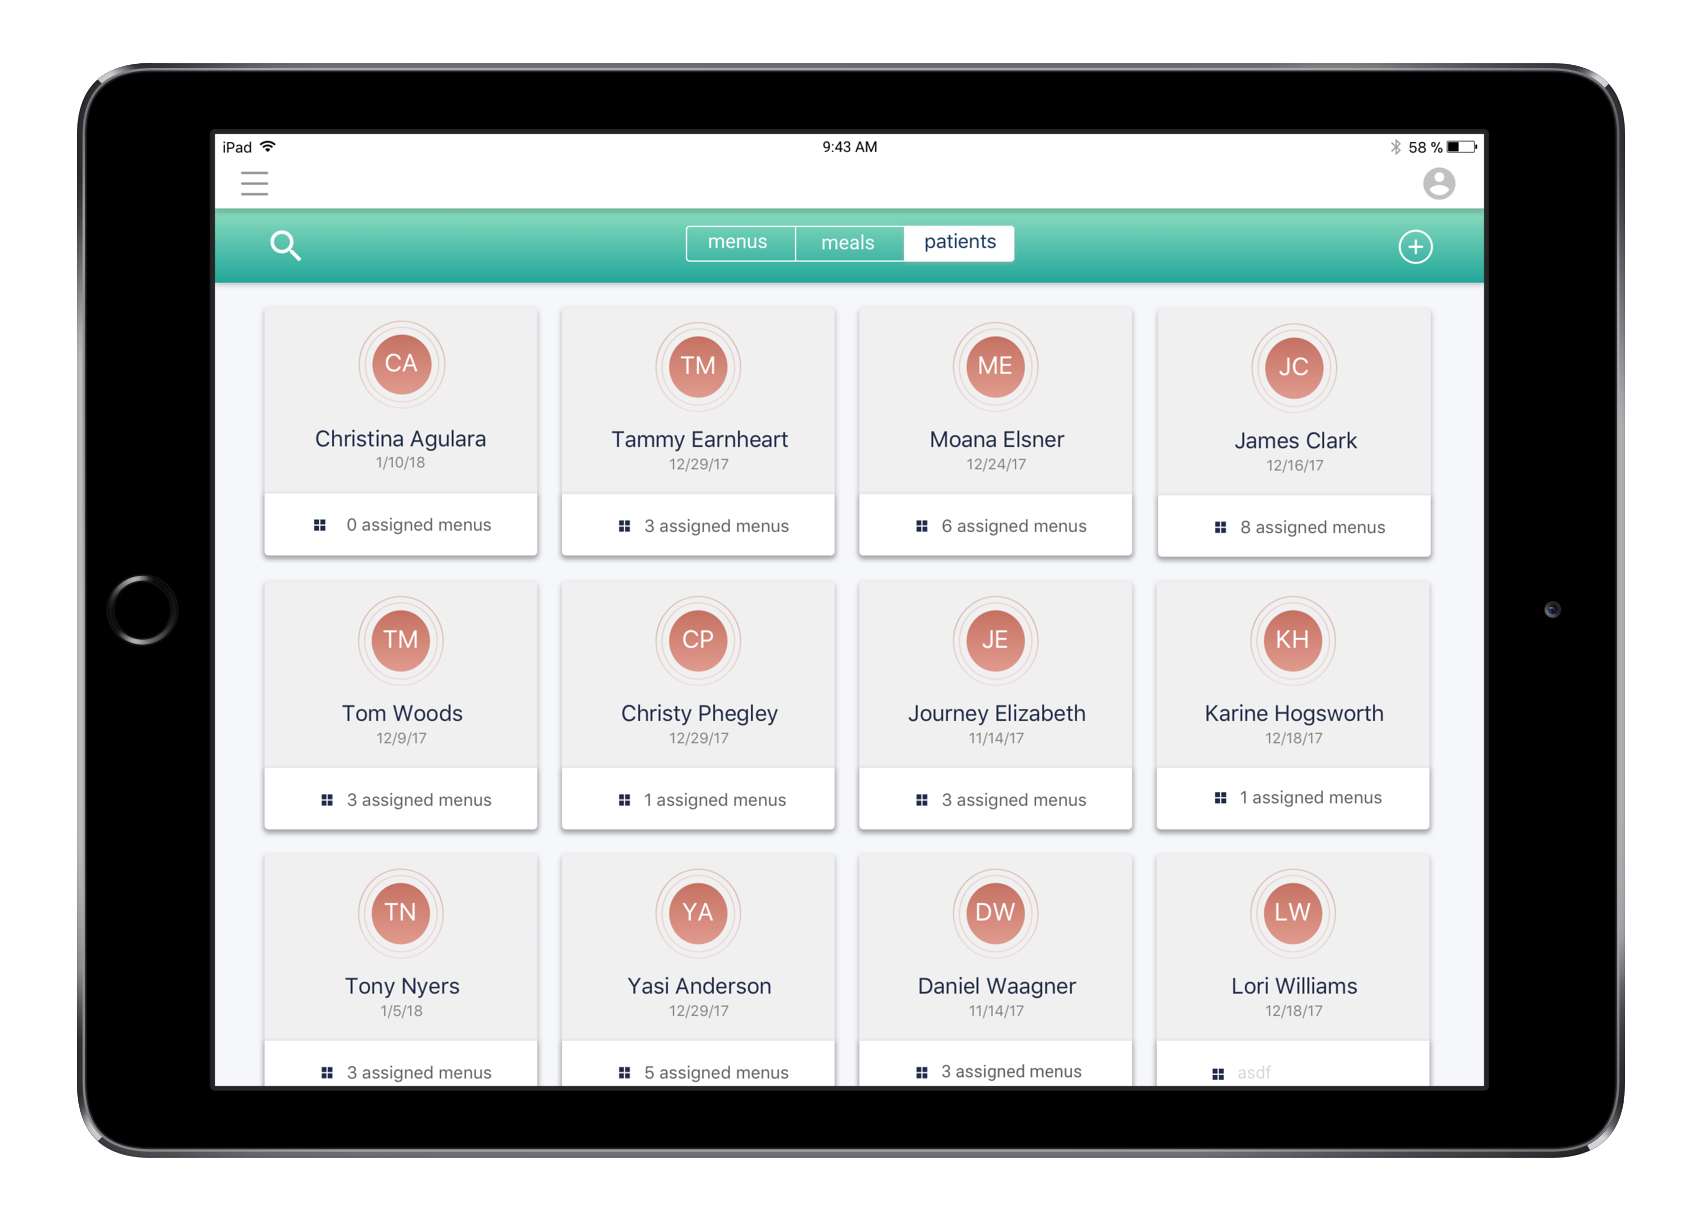 iPad 9:43 AM 58 %
menus meals patients
CA TM ME JC
Christina Agulara Tammy Earnheart Moana Elsner James Clark
1/10/18 12/29/17 12/24/17 12/16/17
0 assigned menus 3 assigned menus 6 assigned menus 8 assigned menus
TM CP JE KH
Tom Woods Christy Phegley Journey Elizabeth Karine Hogsworth
12/9/17 12/29/17 11/14/17 12/18/17
3 assigned menus 1 assigned menus 3 assigned menus 1 assigned menus
TN YA DW LW
Tony Nyers Yasi Anderson Daniel Waagner Lori Williams
1/5/18 12/29/17 11/14/17 12/18/17
3 assigned menus 5 assigned menus 3 assigned menus asdf